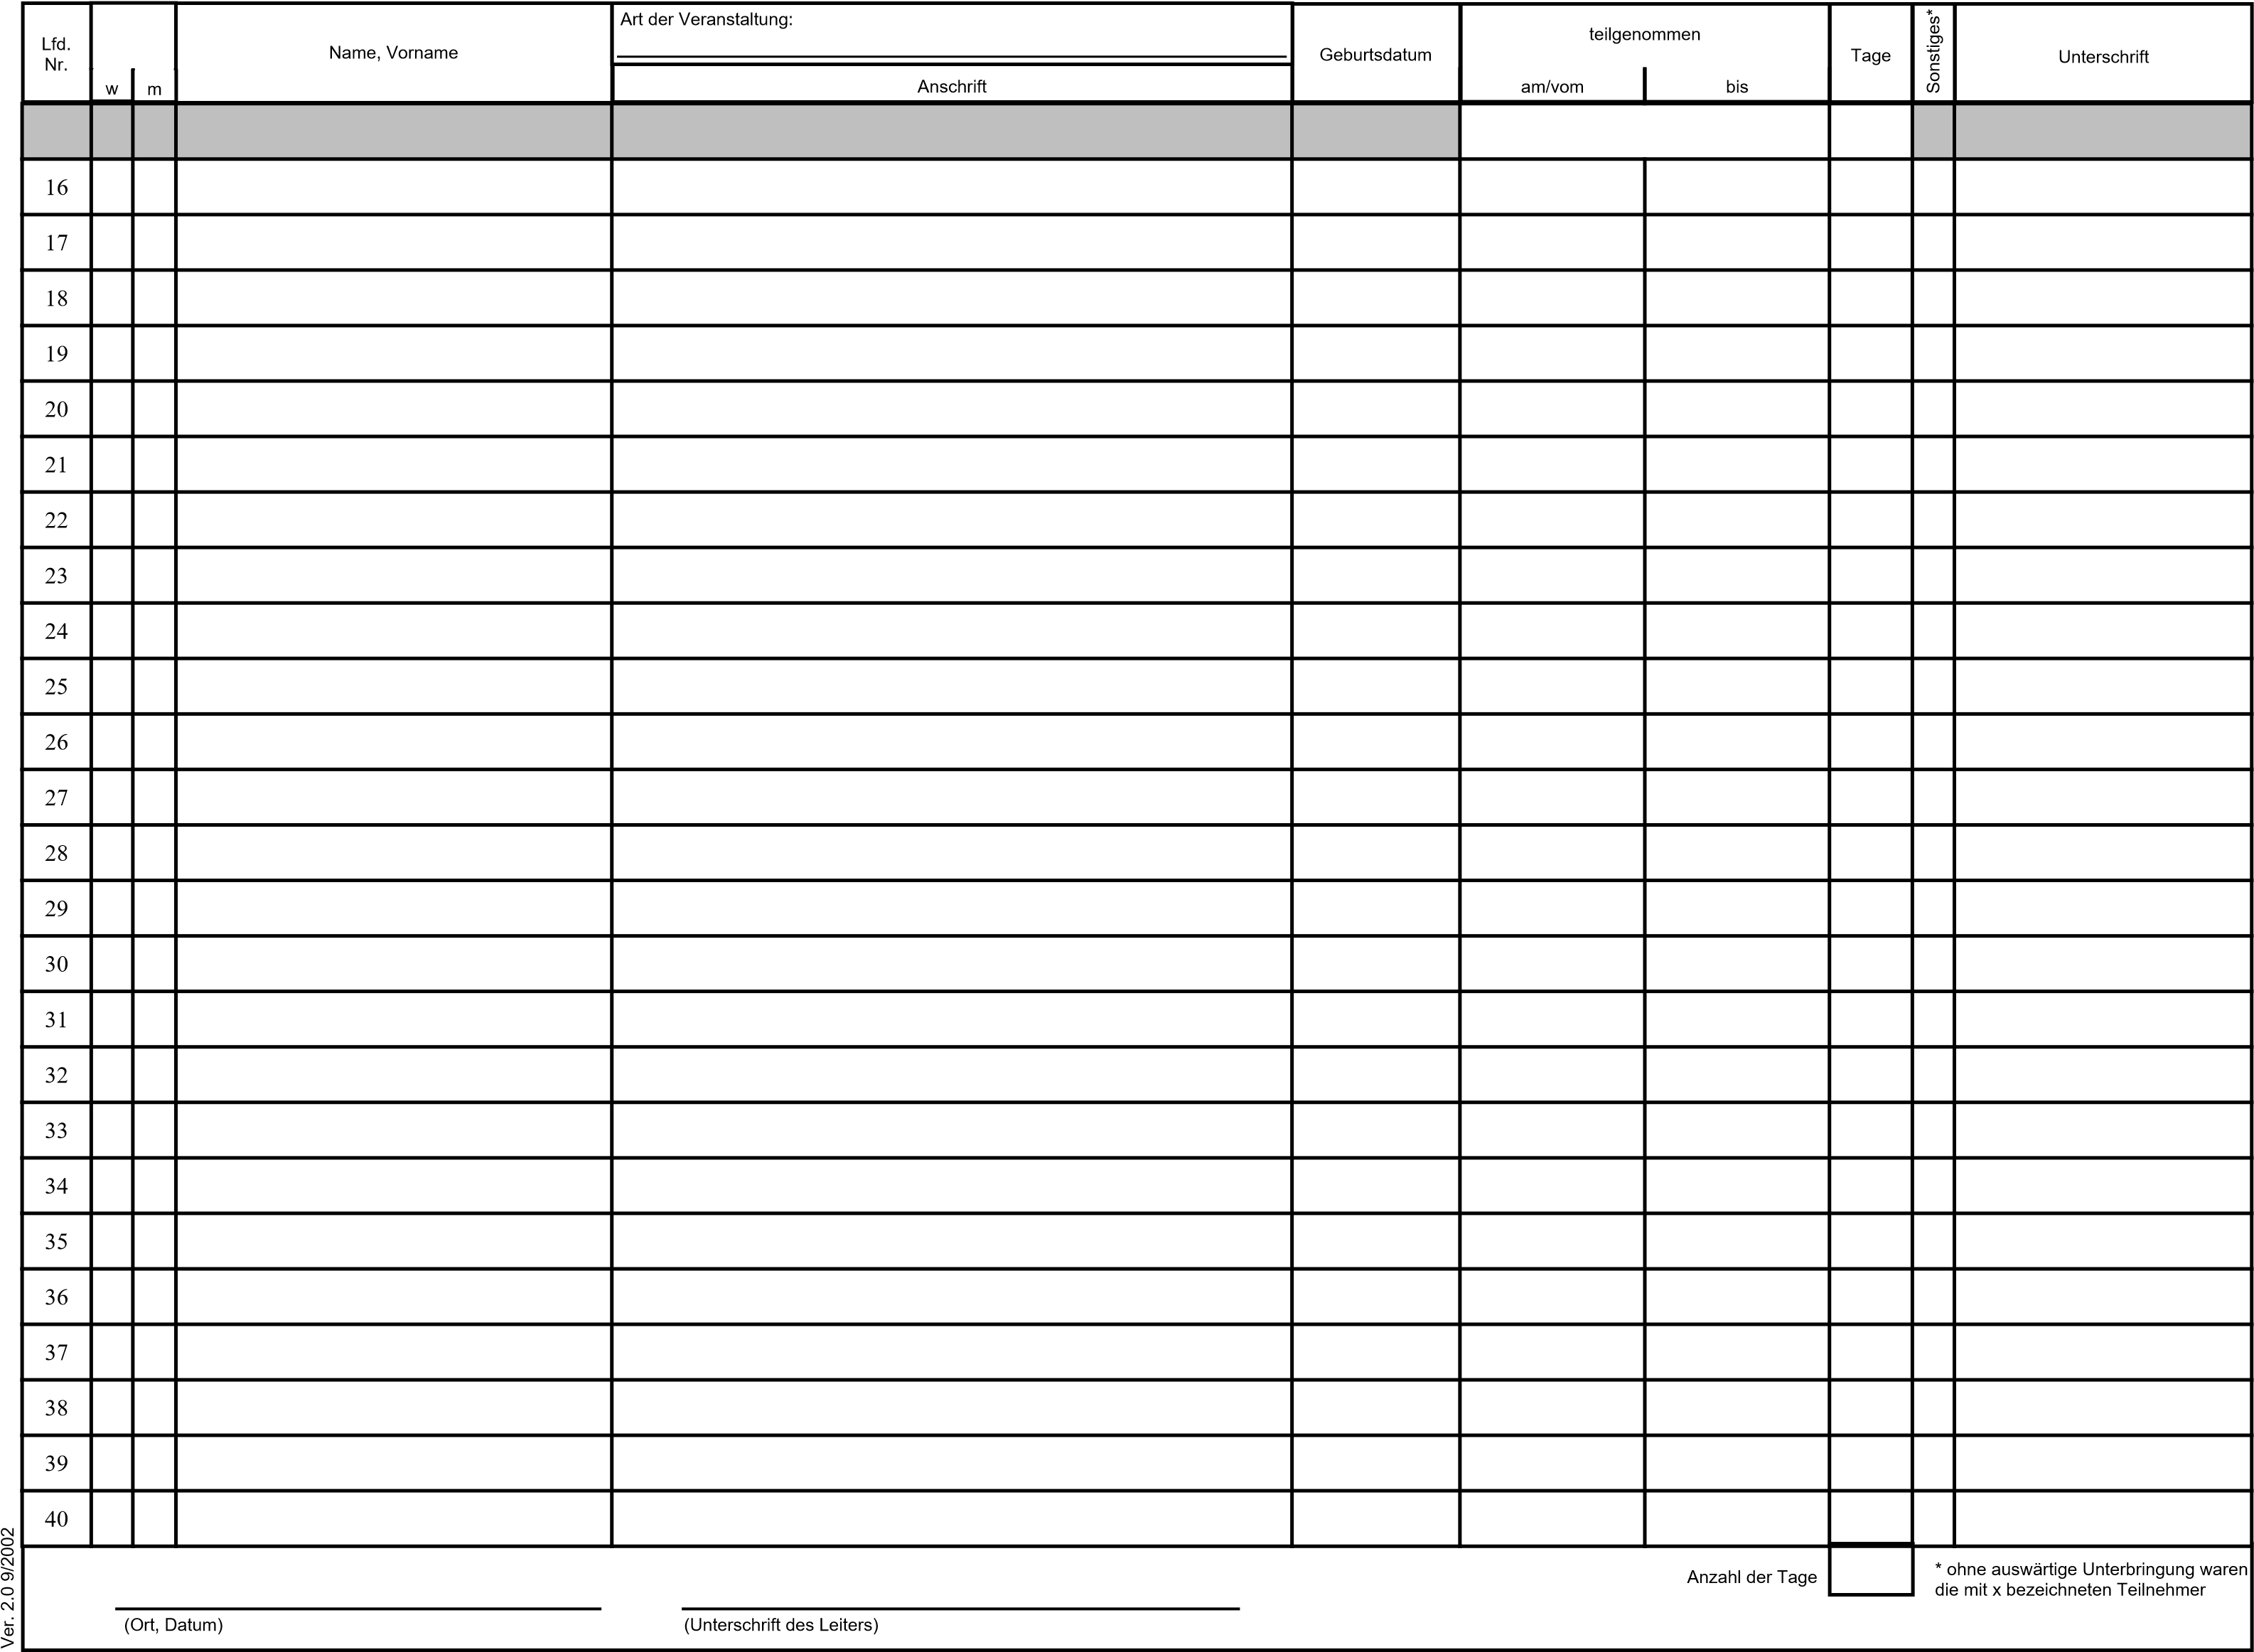 Lfd.
Nr.
w
m
Name, Vorname
Art der Veranstaltung:
Anschrift
Geburtsdatum
teilgenommen
am/vom
bis
Tage
Sonstiges*
Unterschrift
16
17
18
19
20
21
22
23
24
25
26
27
28
29
30
31
32
33
34
35
36
37
38
39
40
Anzahl der Tage
* ohne auswärtige Unterbringung waren
die mit x bezeichneten Teilnehmer
(Ort, Datum)
(Unterschrift des Leiters)
Ver. 2.0 9/2002